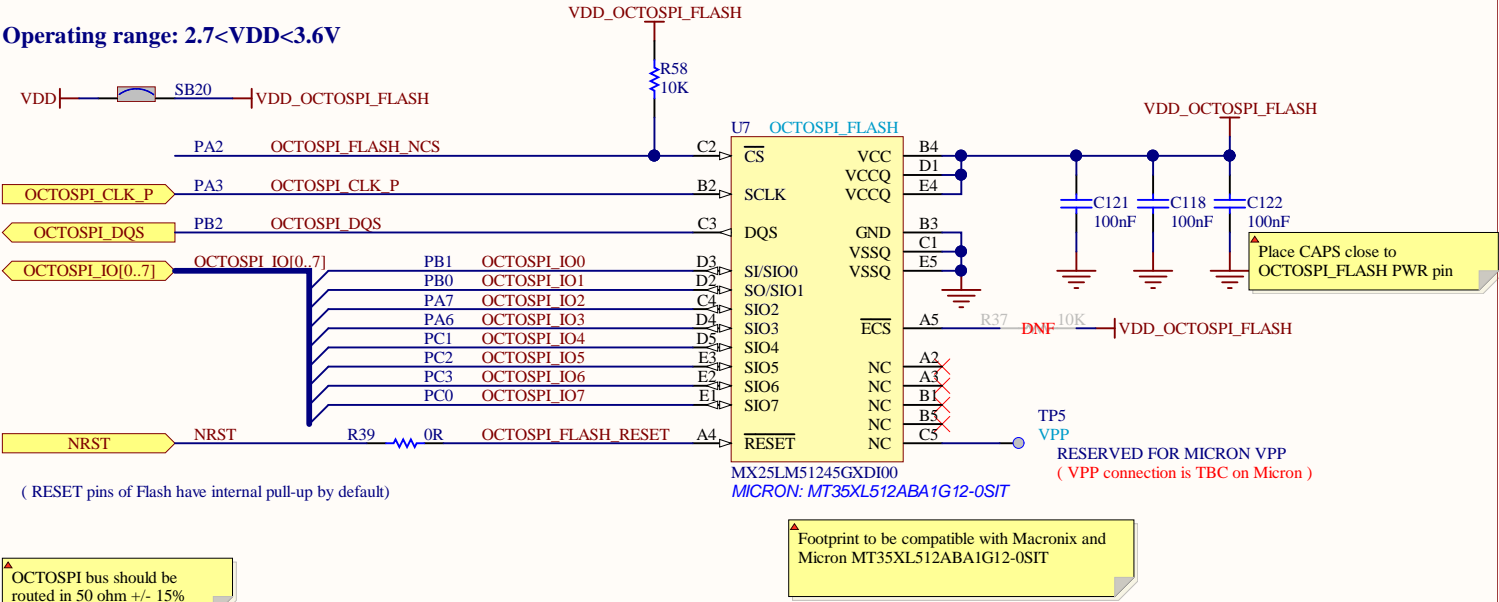 VDD_OCTOSPI_FLASH
Operating range: 2.7<VDD<3.6V
R58
10K
VDD
SB20
VDD_OCTOSPI_FLASH
VDD_OCTOSPI_FLASH
U7 OCTOSPI_FLASH
PA2 OCTOSPI_FLASH_NCS C2 CS VCC B4
VCCQ D1
OCTOSPI_CLK_P PA3 OCTOSPI_CLK_P B2 SCLK VCCQ E4
C121 100nF
C118 100nF
C122 100nF
OCTOSPI_DQS PB2 OCTOSPI_DQS C3 DQS GND B3
VSSQ C1
Place CAPS close to
OCTOSPI_FLASH PWR pin
OCTOSPI_IO[0..7] OCTOSPI_IO[0..7] PB1 OCTOSPI_IO0 D3 SI/SIO0 VSSQ E5
PB0 OCTOSPI_IO1 D2 SO/SIO1
PA7 OCTOSPI_IO2 C4 SIO2
PA6 OCTOSPI_IO3 D4 SIO3 ECS A5 R37 DNF 10K VDD_OCTOSPI_FLASH
PC1 OCTOSPI_IO4 D5 SIO4
PC2 OCTOSPI_IO5 E3 SIO5 NC A2
PC3 OCTOSPI_IO6 E2 SIO6 NC A3
PC0 OCTOSPI_IO7 E1 SIO7 NC B1
NC B5
NRST NRST R39 0R OCTOSPI_FLASH_RESET A4 RESET NC C5
TP5
VPP
RESERVED FOR MICRON VPP
( VPP connection is TBC on Micron )
MX25LM51245GXDI00
MICRON: MT35XL512ABA1G12-0SIT
( RESET pins of Flash have internal pull-up by default)
Footprint to be compatible with Macronix and
Micron MT35XL512ABA1G12-0SIT
OCTOSPI bus should be
routed in 50 ohm +/- 15%